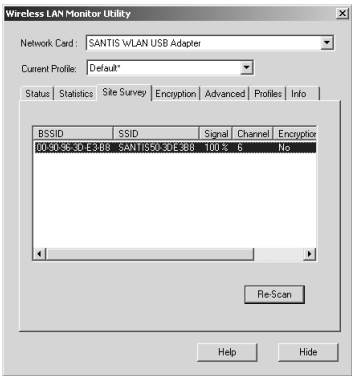 Wireless LAN Monitor Utility
Network Card : SANTIS WLAN USB Adapter
Current Profile: Default*
Status Statistics Site Survey Encryption Advanced Profiles Info
BSSID SSID Signal Channel Encryption
00-90-96-3D-E3-B8 SANTIS50-3DE3B8 100 % 6 No
Re-Scan
Help Hide